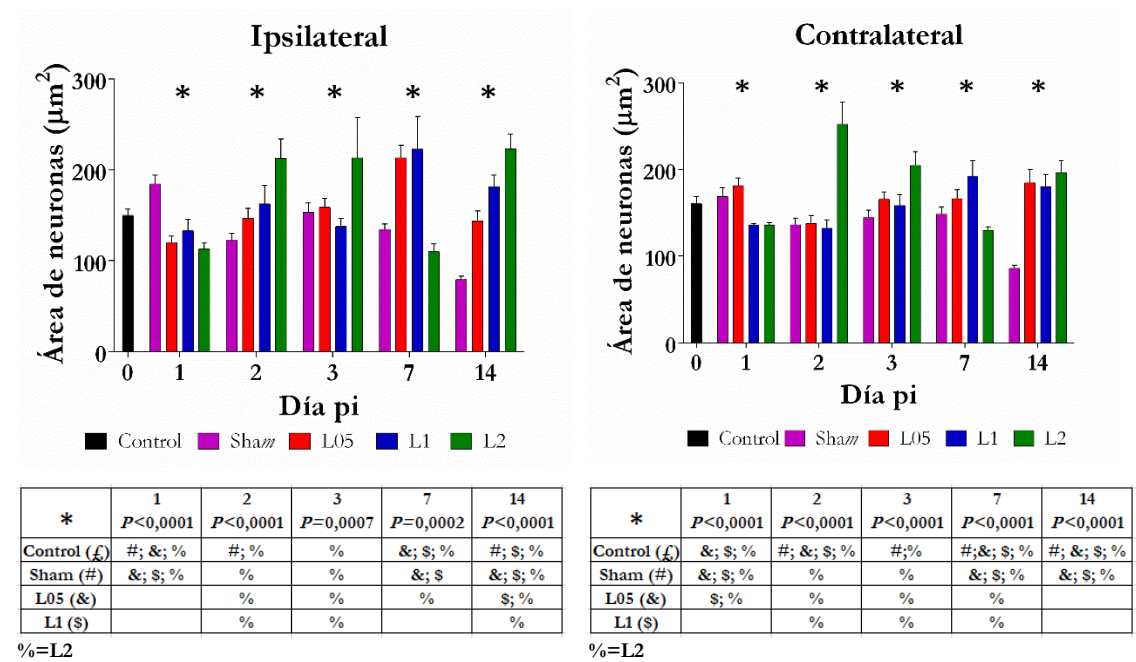 Ipsilateral
Área de neuronas (µm²)
300
200
100
0
* * * * *
0 1 2 3 7 14
Día pi
Control Sham L05 L1 L2
Contralateral
Área de neuronas (µm²)
300
200
100
0
* * * * *
0 1 2 3 7 14
Día pi
Control Sham L05 L1 L2
* 1 2 3 7 14
P<0,0001 P<0,0001 P=0,0007 P=0,0002 P<0,0001
Control (£) #; &; % #; % % &; $; % #; $; %
Sham (#) &; $; % % % &; $ &; $; %
L05 (&) % % % $; %
L1 ($) % % %
%=L2
* 1 2 3 7 14
P<0,0001 P<0,0001 P<0,0001 P<0,0001 P<0,0001
Control (£) &; $; % #; &; $; % #;% #;&; $; % #; &; $; %
Sham (#) &; $; % % % &; $; % &; $; %
L05 (&) $; % % % %
L1 ($) % % %
%=L2